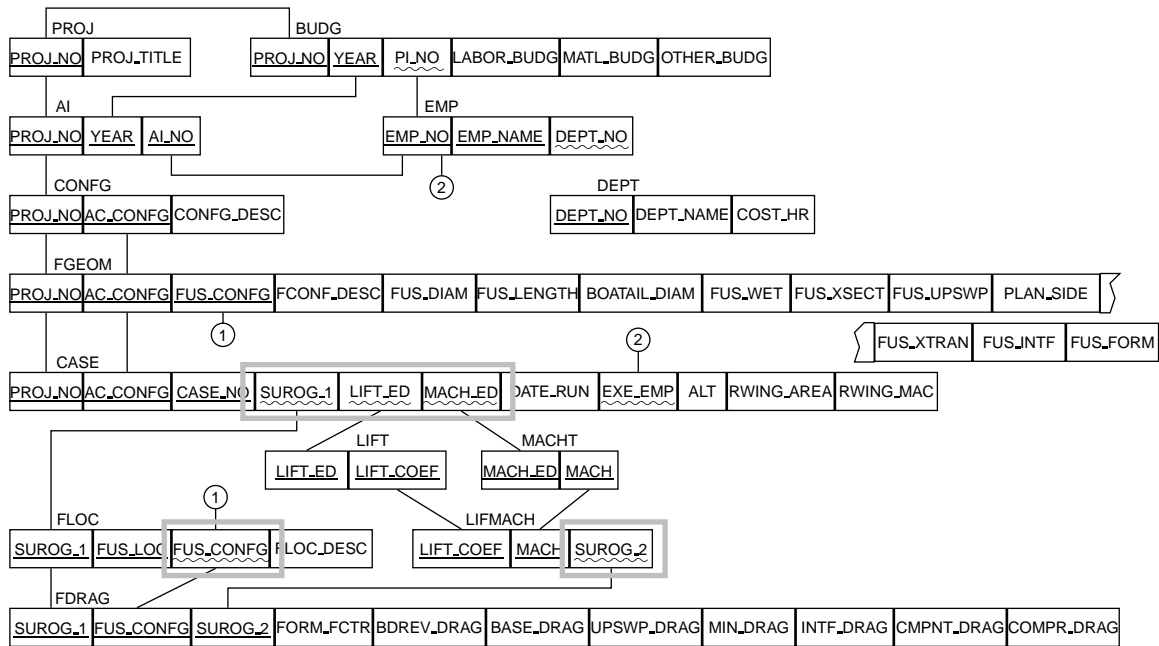 PROJ BUDG
PROJ_NO PROJ_TITLE PROJ_NO YEAR PI_NO LABOR_BUDG MATL_BUDG OTHER_BUDG
AI EMP
PROJ_NO YEAR AI_NO EMP_NO EMP_NAME DEPT_NO
2
CONFG DEPT
PROJ_NO AC_CONFG CONFG_DESC DEPT_NO DEPT_NAME COST_HR
FGEOM
PROJ_NO AC_CONFG FUS_CONFG FCONF_DESC FUS_DIAM FUS_LENGTH BOATAIL_DIAM FUS_WET FUS_XSECT FUS_UPSWP PLAN_SIDE
1 2 FUS_XTRAN FUS_INTF FUS_FORM
CASE
PROJ_NO AC_CONFG CASE_NO SUROG_1 LIFT_ED MACH_ED DATE_RUN EXE_EMP ALT RWING_AREA RWING_MAC
LIFT MACHT
LIFT_ED LIFT_COEF MACH_ED MACH
1
FLOC LIFMACH
SUROG_1 FUS_LOC FUS_CONFG FLOC_DESC LIFT_COEF MACH SUROG_2
FDRAG
SUROG_1 FUS_CONFG SUROG_2 FORM_FCTR BDREV_DRAG BASE_DRAG UPSWP_DRAG MIN_DRAG INTF_DRAG CMPNT_DRAG COMPR_DRAG